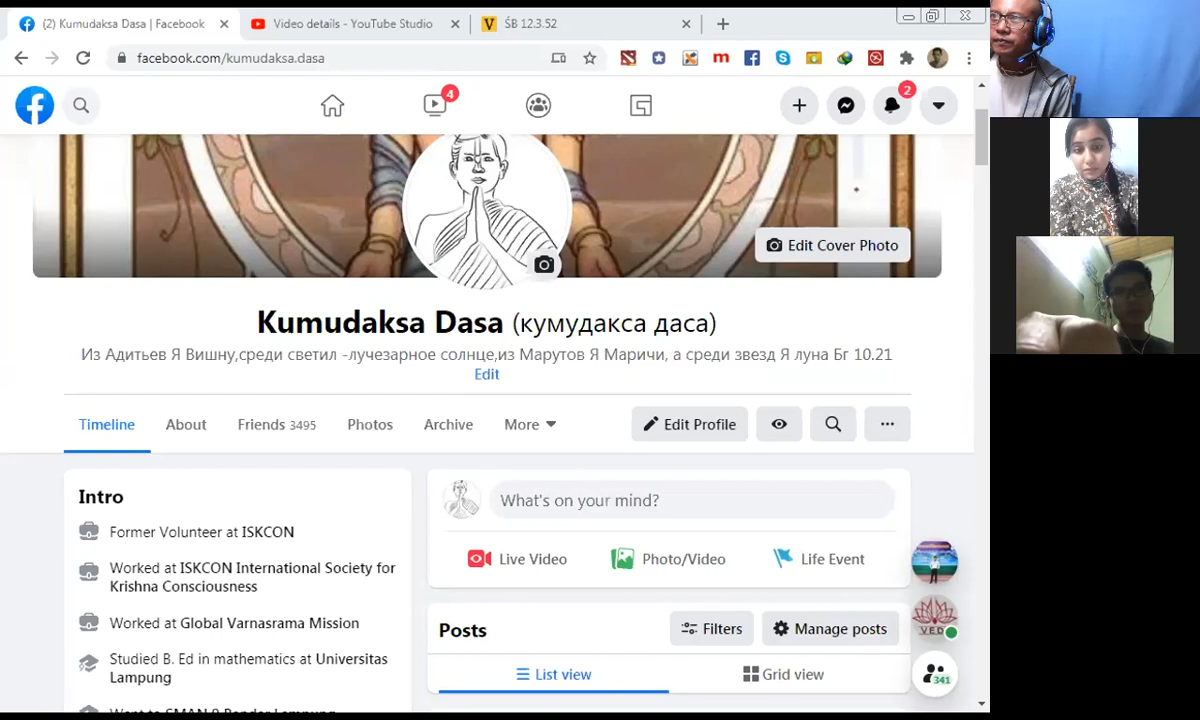 (2) Kumudaksa Dasa | Facebook
Video details - YouTube Studio
V
ŚB 12.3.52
facebook.com/kumudaksa.dasa
m
4
2
Edit Cover Photo
Kumudaksa Dasa (кумудакса даса)
Из Адитьев Я Вишну,среди светил -лучезарное солнце,из Марутов Я Маричи, а среди звезд Я луна Бг 10.21
Edit
Timeline
About
Friends 3495
Photos
Archive
More
Edit Profile
Intro
Former Volunteer at ISKCON
Worked at ISKCON International Society for
Krishna Consciousness
Worked at Global Varnasrama Mission
Studied B. Ed in mathematics at Universitas
Lampung
What's on your mind?
Live Video
Photo/Video
Life Event
Posts
Filters
Manage posts
List view
Grid view
VED
341